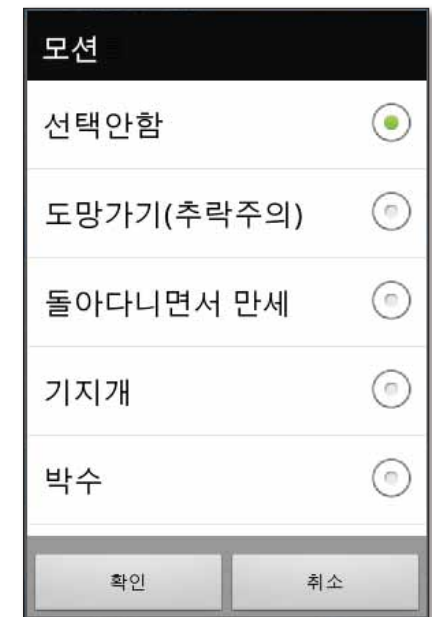 모션
선택안함
도망가기(추락주의)
돌아다니면서 만세
기지개
박수
확인 취소